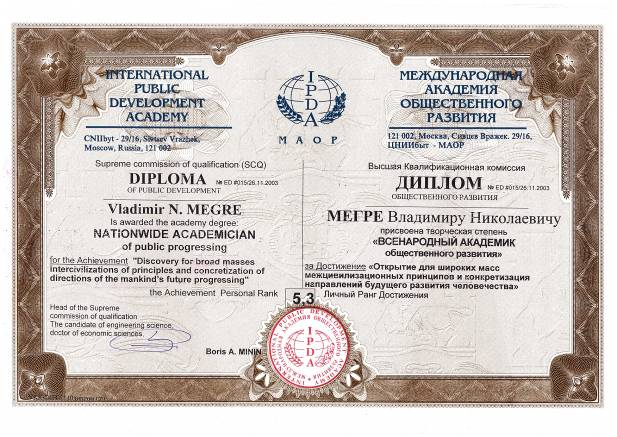 INTERNATIONAL
PUBLIC
DEVELOPMENT
ACADEMY
CNIIbyt - 29/16, Sivtsev Vrazhek,
Moscow, Russia, 121 002
Supreme commission of qualification (SCQ)
DIPLOMA № ED #015/26.11.2003
OF PUBLIC DEVELOPMENT
Vladimir N. MEGRE
Is awarded the academy degree:
NATIONWIDE ACADEMICIAN
of public progressing
for the Achievement "Discovery for broad masses
intercivilizations of principles and concretization of
directions of the mankind's future progressing"
the Achievement Personal Rank
5.3
Head of the Supreme
commission of qualification
The candidate of engineering science,
doctor of economic sciences,
Boris A. MININ
IPDA
МАОР
МЕЖДУНАРОДНАЯ
АКАДЕМИЯ
ОБЩЕСТВЕННОГО
РАЗВИТИЯ
121 002, Москва, Сивцев Вражек. 29/16,
ЦНИИбыт - МАОР
Высшая Квалификационная комиссия
ДИПЛОМ № ED #015/26.11.2003
ОБЩЕСТВЕННОГО РАЗВИТИЯ
МЕГРЕ Владимиру Николаевичу
присвоена творческая степень
«ВСЕНАРОДНЫЙ АКАДЕМИК
общественного развития»
за Достижение «Открытие для широких масс
межцивилизационных принципов и конкретизация
направлений будущего развития человечества»
Личный Ранг Достижения
IPDA